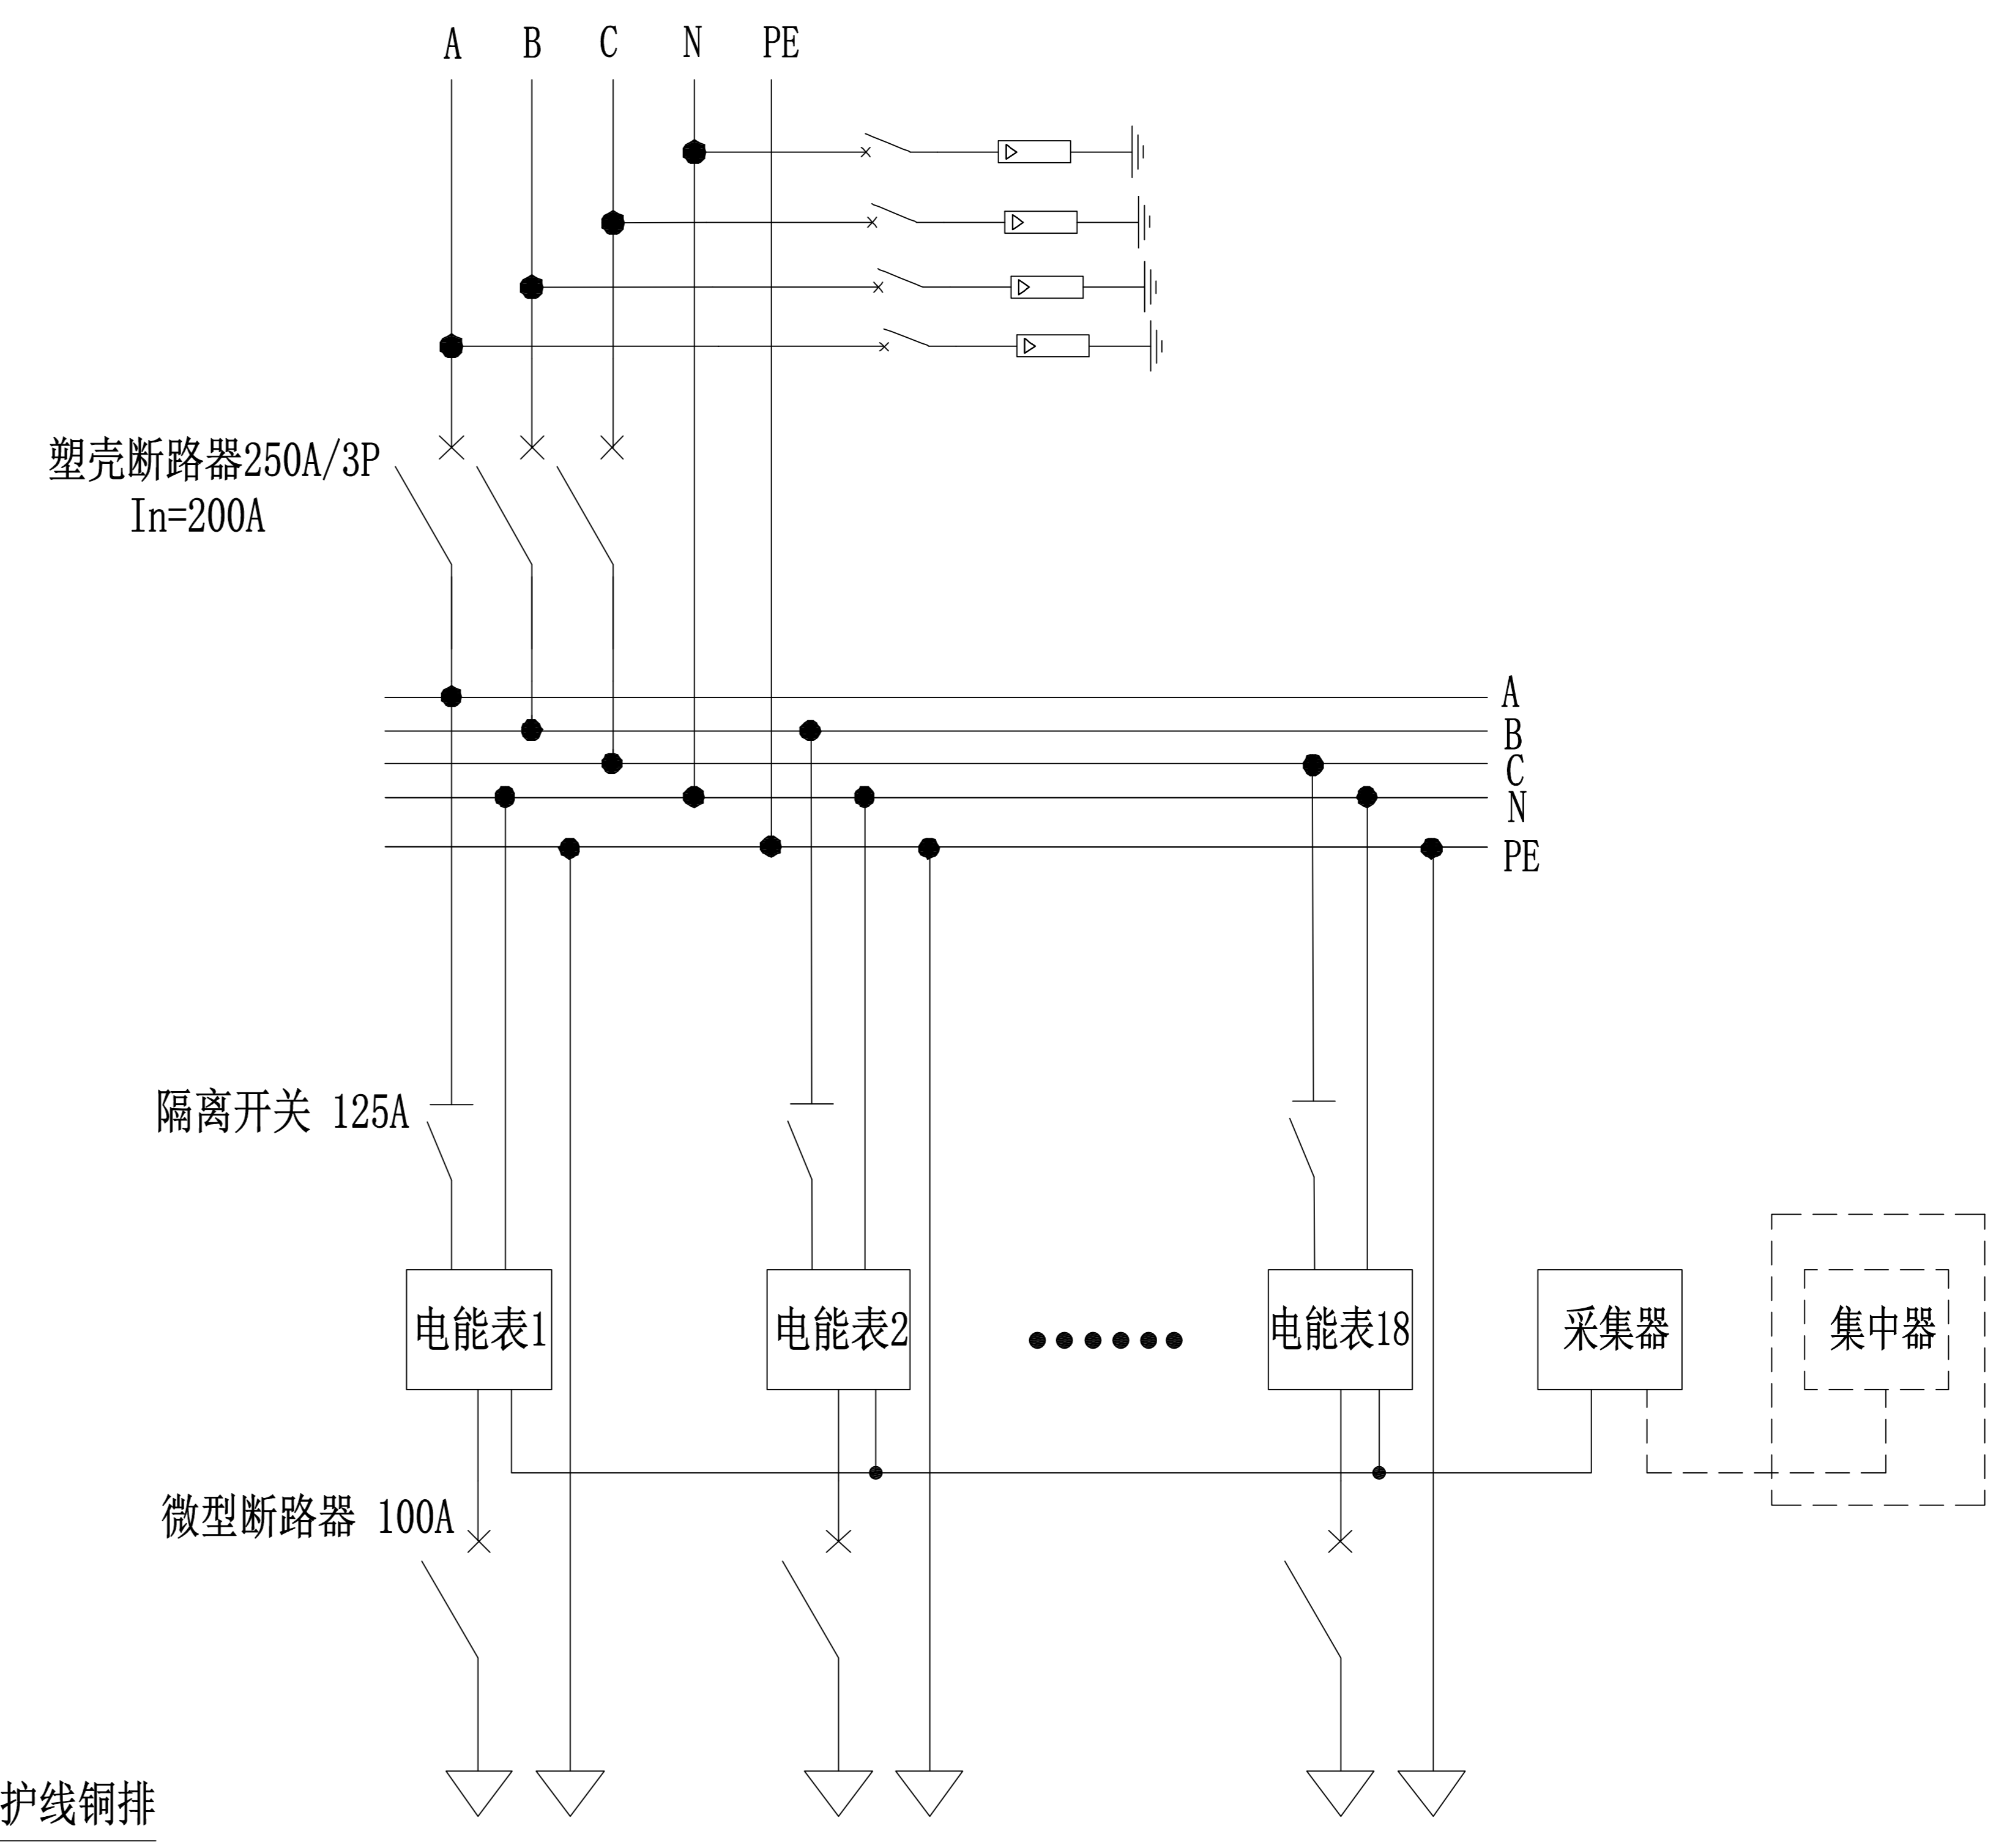 A B C N PE
塑壳断路器250A/3P
In=200A
A
B
C
N
PE
隔离开关 125A
电能表1 电能表2 电能表18 采集器 集中器
微型断路器 100A
护线铜排